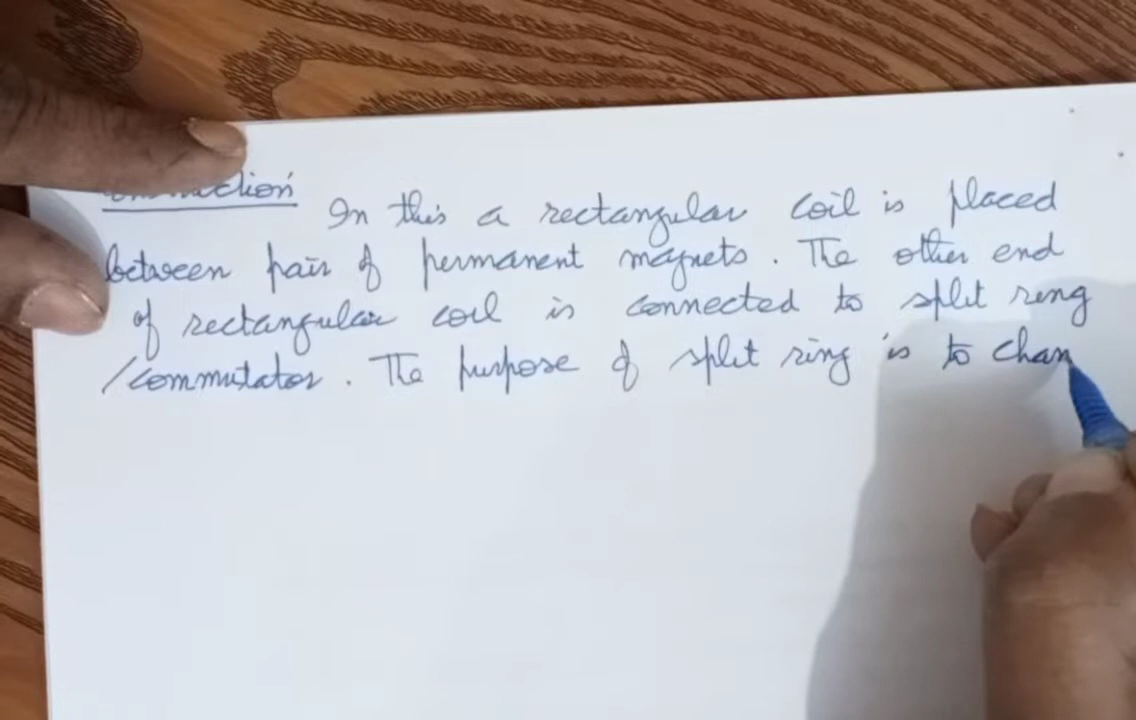 In this a rectangular coil is placed
between pair of permanent magnets. The other end
of rectangular coil is connected to split ring
/commutator. The purpose of split ring is to chan